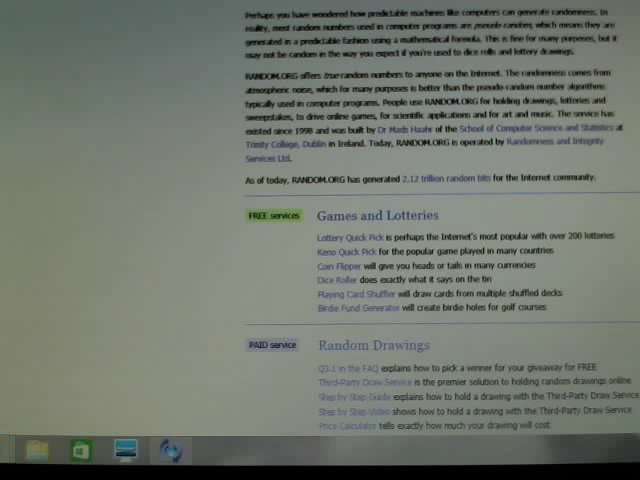 Perhaps you have wondered how predictable machines like computers can generate randomness. In
reality, most random numbers used in computer programs are pseudo-random, which means they are
generated in a predictable fashion using a mathematical formula. This is fine for many purposes, but it
may not be random in the way you expect if you're used to dice rolls and lottery drawings.
RANDOM.ORG offers true random numbers to anyone on the Internet. The randomness comes from
atmospheric noise, which for many purposes is better than the pseudo-random number algorithms
typically used in computer programs. People use RANDOM.ORG for holding drawings, lotteries and
sweepstakes, to drive online games, for scientific applications and for art and music. The service has
existed since 1998 and was built by Dr Mads Haahr of the School of Computer Science and Statistics at
Trinity College, Dublin in Ireland. Today, RANDOM.ORG is operated by Randomness and Integrity
Services Ltd.
As of today, RANDOM.ORG has generated 2.12 trillion random bits for the Internet community.
FREE services Games and Lotteries
Lottery Quick Pick is perhaps the Internet's most popular with over 200 lotteries
Keno Quick Pick for the popular game played in many countries
Coin Flipper will give you heads or tails in many currencies
Dice Roller does exactly what it says on the tin
Playing Card Shuffler will draw cards from multiple shuffled decks
Birdie Fund Generator will create birdie holes for golf courses
PAID service Random Drawings
Q3.1 in the FAQ explains how to pick a winner for your giveaway for FREE
Third-Party Draw Service is the premier solution to holding random drawings online
Step by Step Guide explains how to hold a drawing with the Third-Party Draw Service
Step by Step Video shows how to hold a drawing with the Third-Party Draw Service
Price Calculator tells exactly how much your drawing will cost